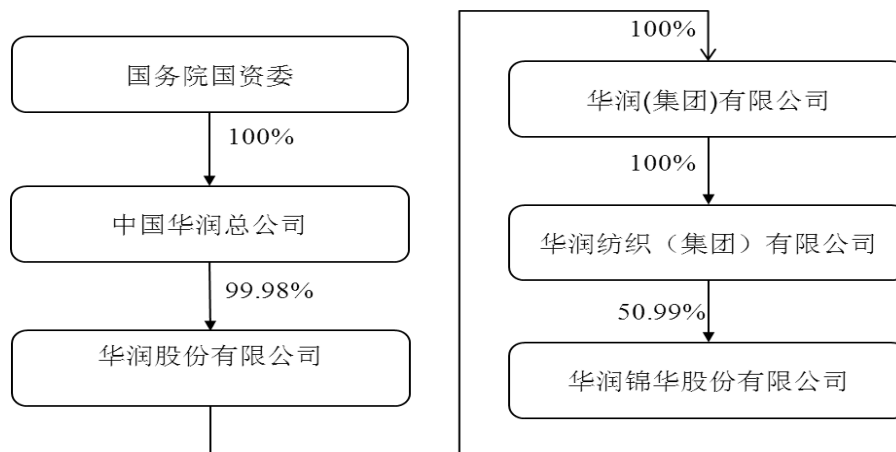 国务院国资委
100%
中国华润总公司
99.98%
华润股份有限公司
100%
华润(集团)有限公司
100%
华润纺织（集团）有限公司
50.99%
华润锦华股份有限公司